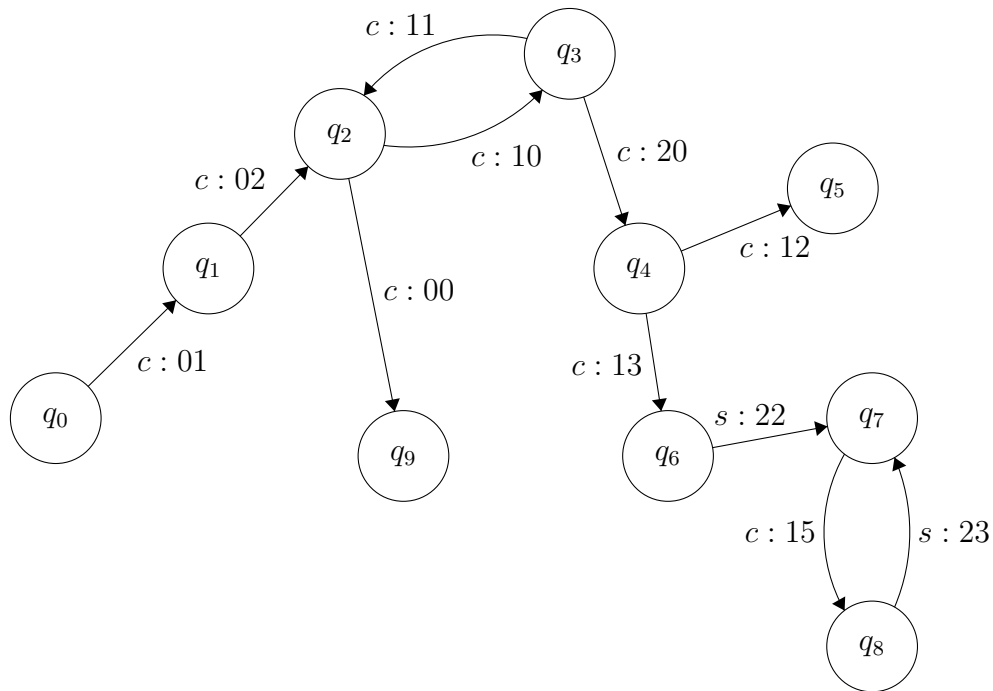 c : 11
q3
q2
c : 10
c : 20
c : 02
q5
q1
q4
c : 12
c : 00
c : 01
c : 13
q0
s : 22
q7
q9
q6
c : 15
s : 23
q8